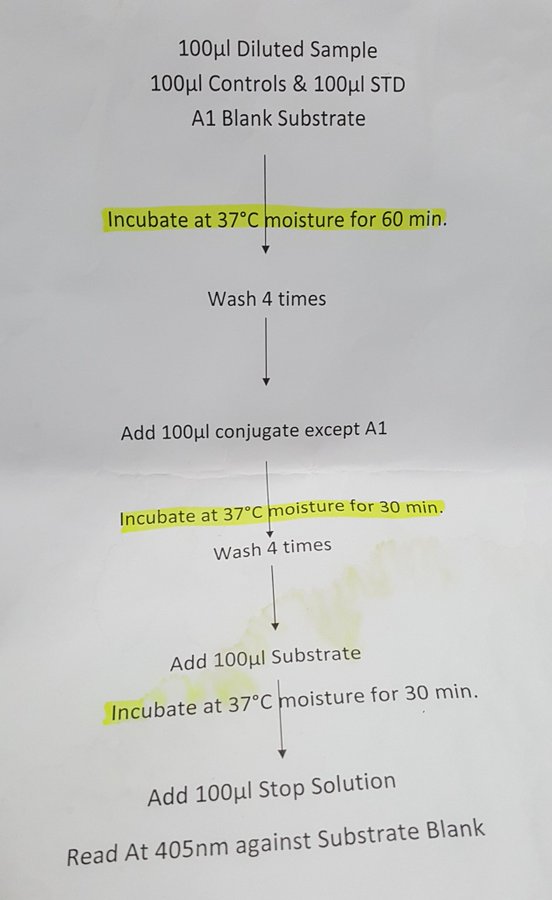 100µl Diluted Sample
100µl Controls & 100µl STD
A1 Blank Substrate
Incubate at 37°C moisture for 60 min.
Wash 4 times
Add 100µl conjugate except A1
Incubate at 37°C moisture for 30 min.
Wash 4 times
Add 100µl Substrate
Incubate at 37°C moisture for 30 min.
Add 100µl Stop Solution
Read At 405nm against Substrate Blank